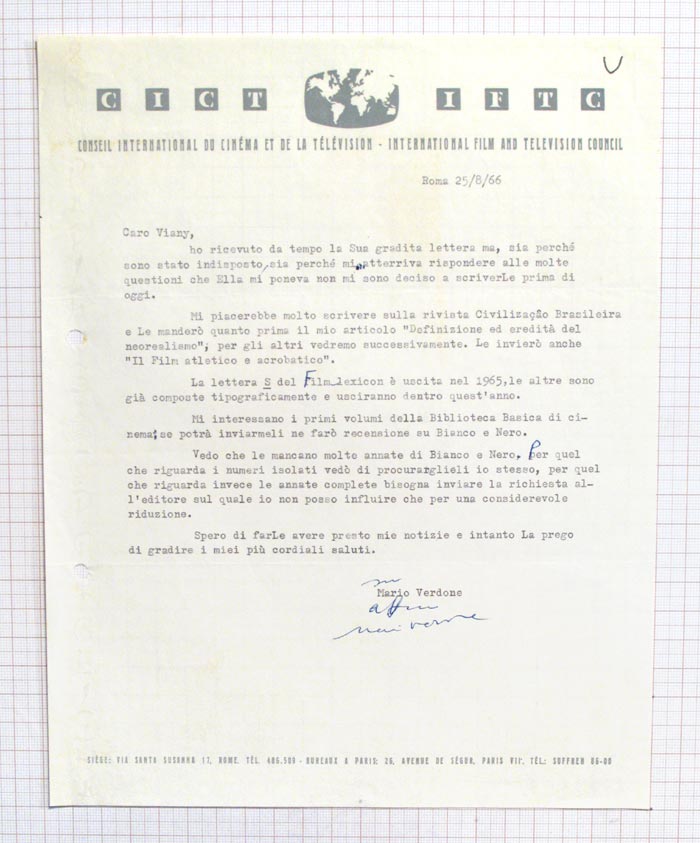 CICT IFTC
CONSEIL INTERNATIONAL DU CINÉMA ET DE LA TÉLÉVISION - INTERNATIONAL FILM AND TELEVISION COUNCIL
Roma 25/8/66
Caro Viany,
ho ricevuto da tempo la Sua gradita lettera ma, sia perché
sono stato indisposto, sia perché mi atterriva rispondere alle molte
questioni che Ella mi poneva non mi sono deciso a scriverLe prima di
oggi.
Mi piacerebbe molto scrivere sulla rivista Civilização Brasileira
e Le manderò quanto prima il mio articolo "Definizione ed eredità del
neorealismo"; per gli altri vedremo successivamente. Le invierò anche
"Il Film atletico e acrobatico".
La lettera S del Filmlexicon è uscita nel 1965, le altre sono
già composte tipograficamente e usciranno dentro quest'anno.
Mi interessano i primi volumi della Biblioteca Basica di ci-
nema; se potrà inviarmeli ne farò recensione su Bianco e Nero.
Vedo che le mancano molte annate di Bianco e Nero. Per quel
che riguarda i numeri isolati vedò di procurarglieli io stesso, per quel
che riguarda invece le annate complete bisogna inviare la richiesta al-
l'editore sul quale io non posso influire che per una considerevole
riduzione.
Spero di farLe avere presto mie notizie e intanto La prego
di gradire i miei più cordiali saluti.
suo
Mario Verdone
SIÈGE: VIA SANTA SUSANNA 17, ROME. TÉL. 486.509 - BUREAUX A PARIS: 26, AVENUE DE SÉGUR, PARIS VIIe. TÉL: SUFFREN 86-00